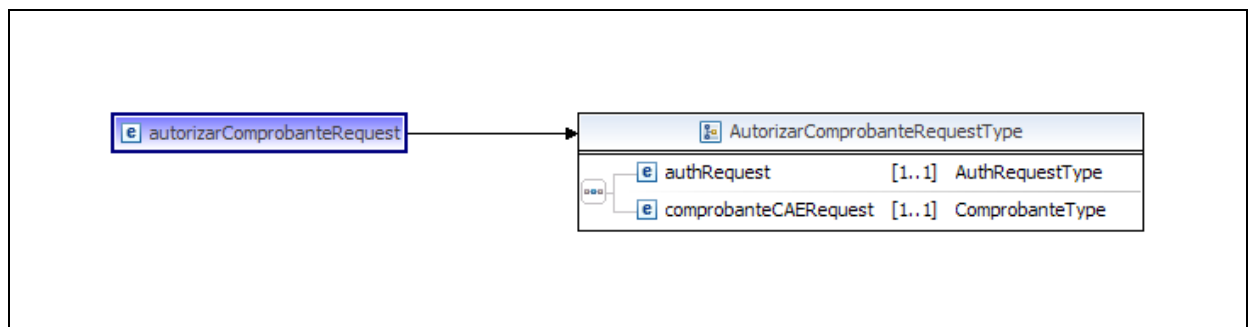 e autorizarComprobanteRequest
AutorizarComprobanteRequestType
e authRequest [1..1] AuthRequestType
e comprobanteCAERequest [1..1] ComprobanteType